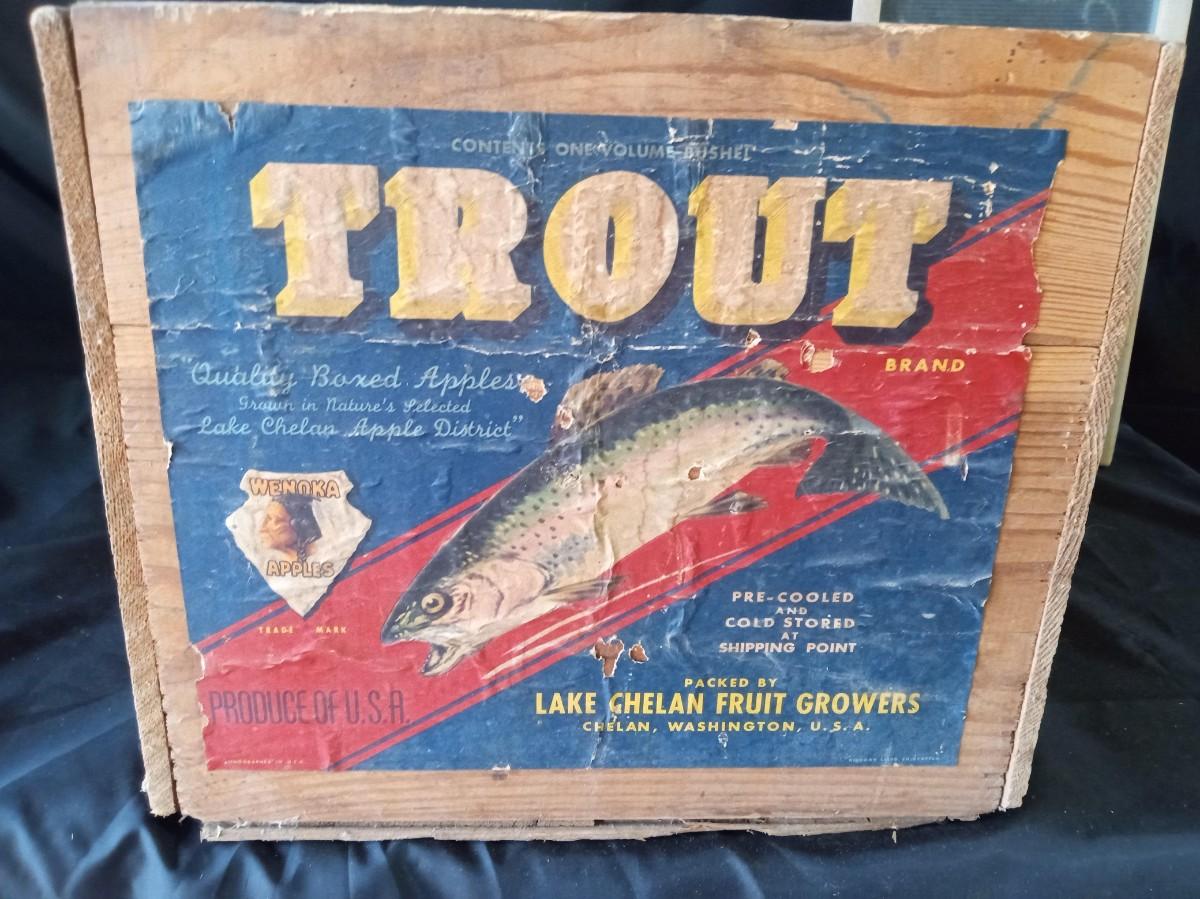 CONTENTS ONE VOLUME BUSHEL
TROUT
BRAND
"Quality Boxed Apples
Grown in Nature's Selected
Lake Chelan Apple District"
WENOKA
APPLES
TRADE MARK
PRE-COOLED
AND
COLD STORED
AT
SHIPPING POINT
PACKED BY
LAKE CHELAN FRUIT GROWERS
CHELAN, WASHINGTON, U.S.A.
PRODUCE OF U.S.A.
LITHOGRAPHED IN U.S.A.